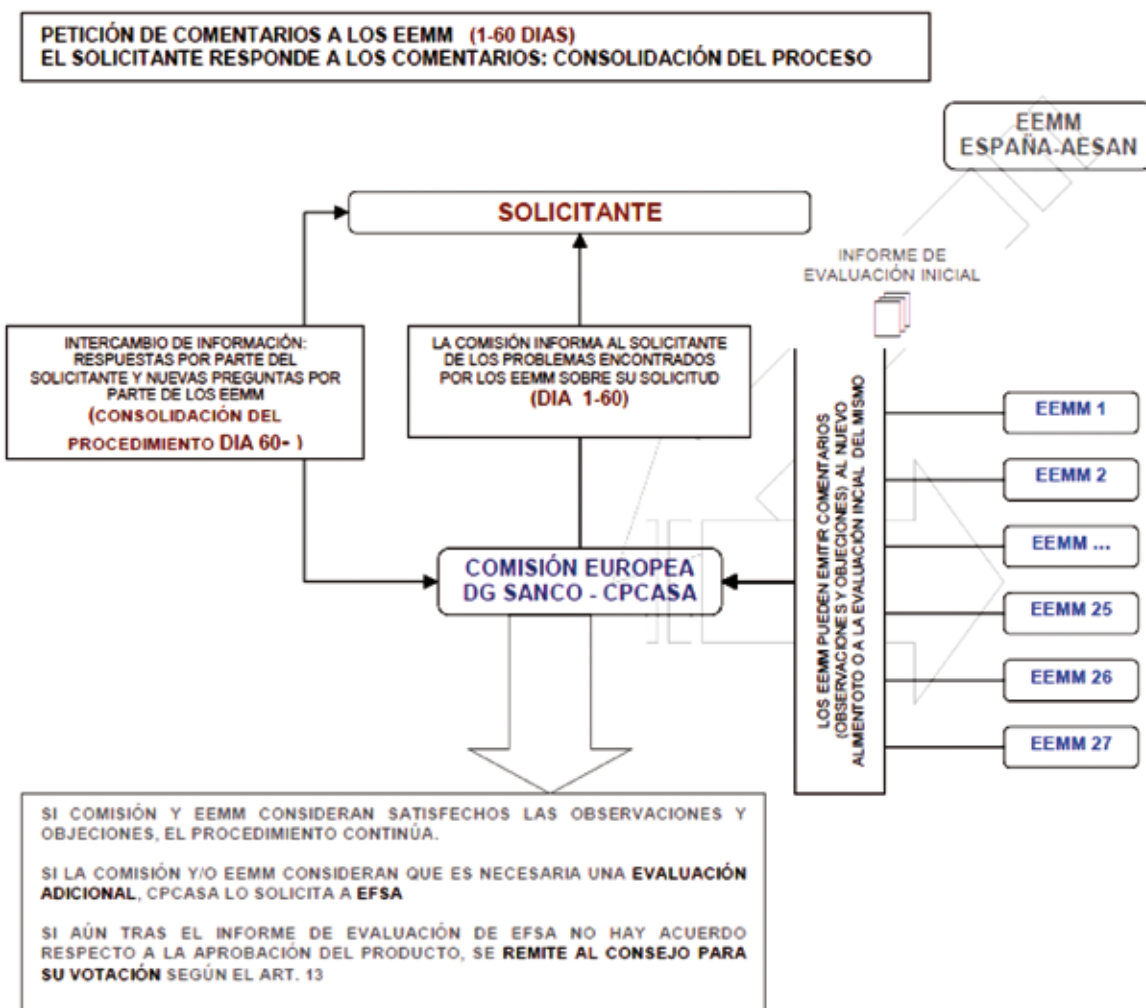 PETICIÓN DE COMENTARIOS A LOS EEMM (1-60 DIAS)
EL SOLICITANTE RESPONDE A LOS COMENTARIOS: CONSOLIDACIÓN DEL PROCESO
EEMM
ESPAÑA-AESAN
SOLICITANTE
INFORME DE
EVALUACIÓN INICIAL
INTERCAMBIO DE INFORMACIÓN:
RESPUESTAS POR PARTE DEL
SOLICITANTE Y NUEVAS PREGUNTAS POR
PARTE DE LOS EEMM
(CONSOLIDACIÓN DEL
PROCEDIMIENTO DIA 60- )
LA COMISIÓN INFORMA AL SOLICITANTE
DE LOS PROBLEMAS ENCONTRADOS
POR LOS EEMM SOBRE SU SOLICITUD
(DIA 1-60)
LOS EEMM PUEDEN EMITIR COMENTARIOS
(OBSERVACIONES Y OBJECIONES) AL NUEVO
ALIMENTOTO O A LA EVALUACIÓN INCIAL DEL MISMO
EEMM 1
EEMM 2
EEMM ...
EEMM 25
EEMM 26
EEMM 27
COMISIÓN EUROPEA
DG SANCO - CPCASA
SI COMISIÓN Y EEMM CONSIDERAN SATISFECHOS LAS OBSERVACIONES Y
OBJECIONES, EL PROCEDIMIENTO CONTINÚA.
SI LA COMISIÓN Y/O EEMM CONSIDERAN QUE ES NECESARIA UNA EVALUACIÓN
ADICIONAL, CPCASA LO SOLICITA A EFSA
SI AÚN TRAS EL INFORME DE EVALUACIÓN DE EFSA NO HAY ACUERDO
RESPECTO A LA APROBACIÓN DEL PRODUCTO, SE REMITE AL CONSEJO PARA
SU VOTACIÓN SEGÚN EL ART. 13